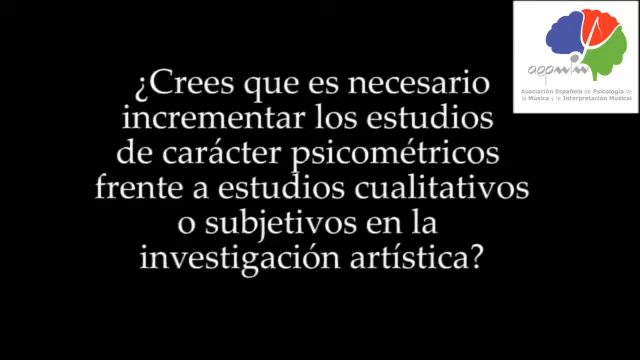 ¿Crees que es necesario
incrementar los estudios
de carácter psicométricos
frente a estudios cualitativos
o subjetivos en la
investigación artística?
aepmim
Asociación Española de Psicología de
la Música y la Interpretación Musical